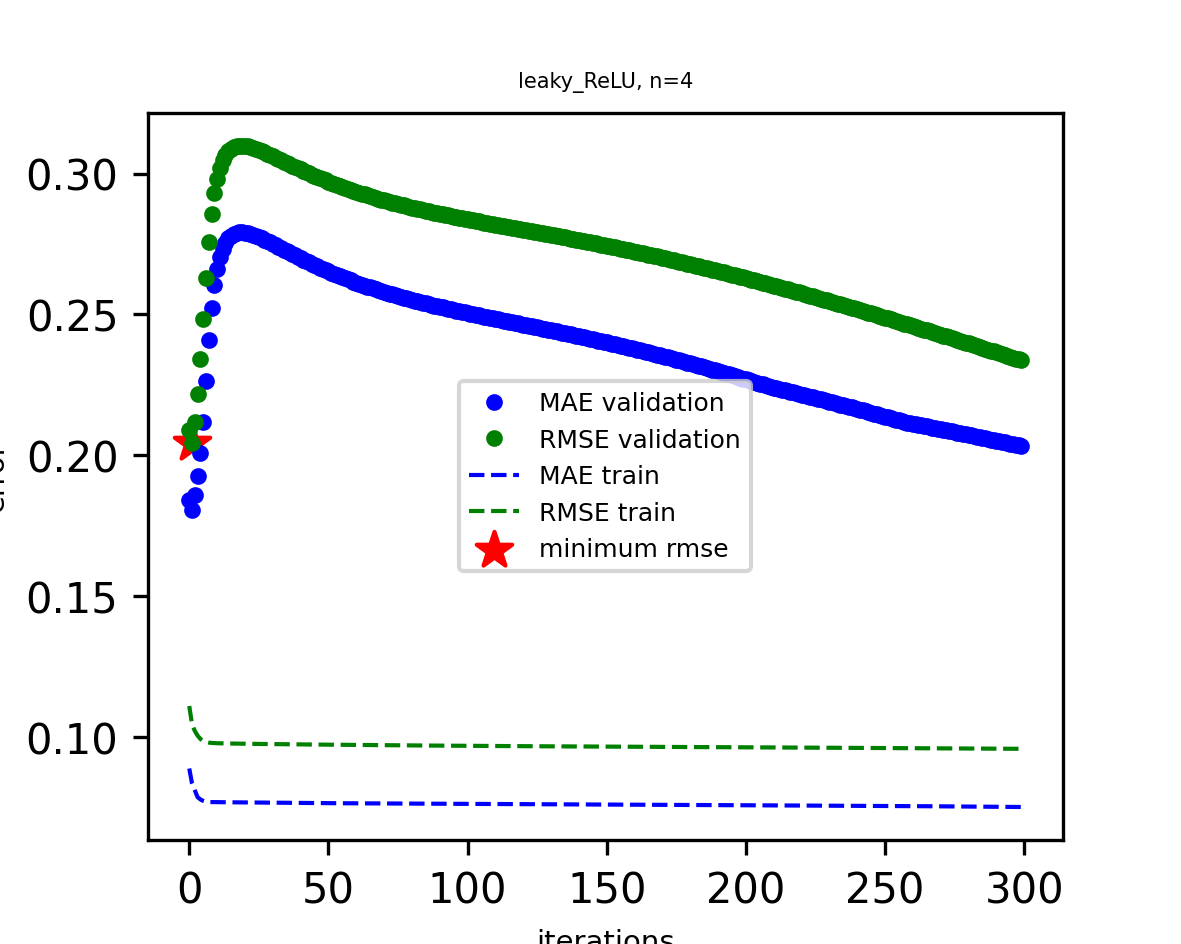 leaky_ReLU, n=4
0.30
0.25
0.20
0.15
0.10
MAE validation
RMSE validation
MAE train
RMSE train
minimum rmse
0 50 100 150 200 250 300
iterations